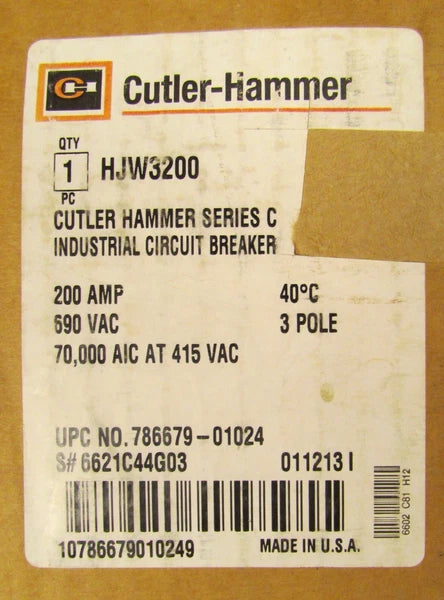 CH
Cutler-Hammer
QTY
1 HJW3200
PC
CUTLER HAMMER SERIES C
INDUSTRIAL CIRCUIT BREAKER
200 AMP 40°C
690 VAC 3 POLE
70,000 AIC AT 415 VAC
UPC NO. 786679-01024
S# 6621C44G03 011213 I
10786679010249 MADE IN U.S.A.
6602 C81 H12